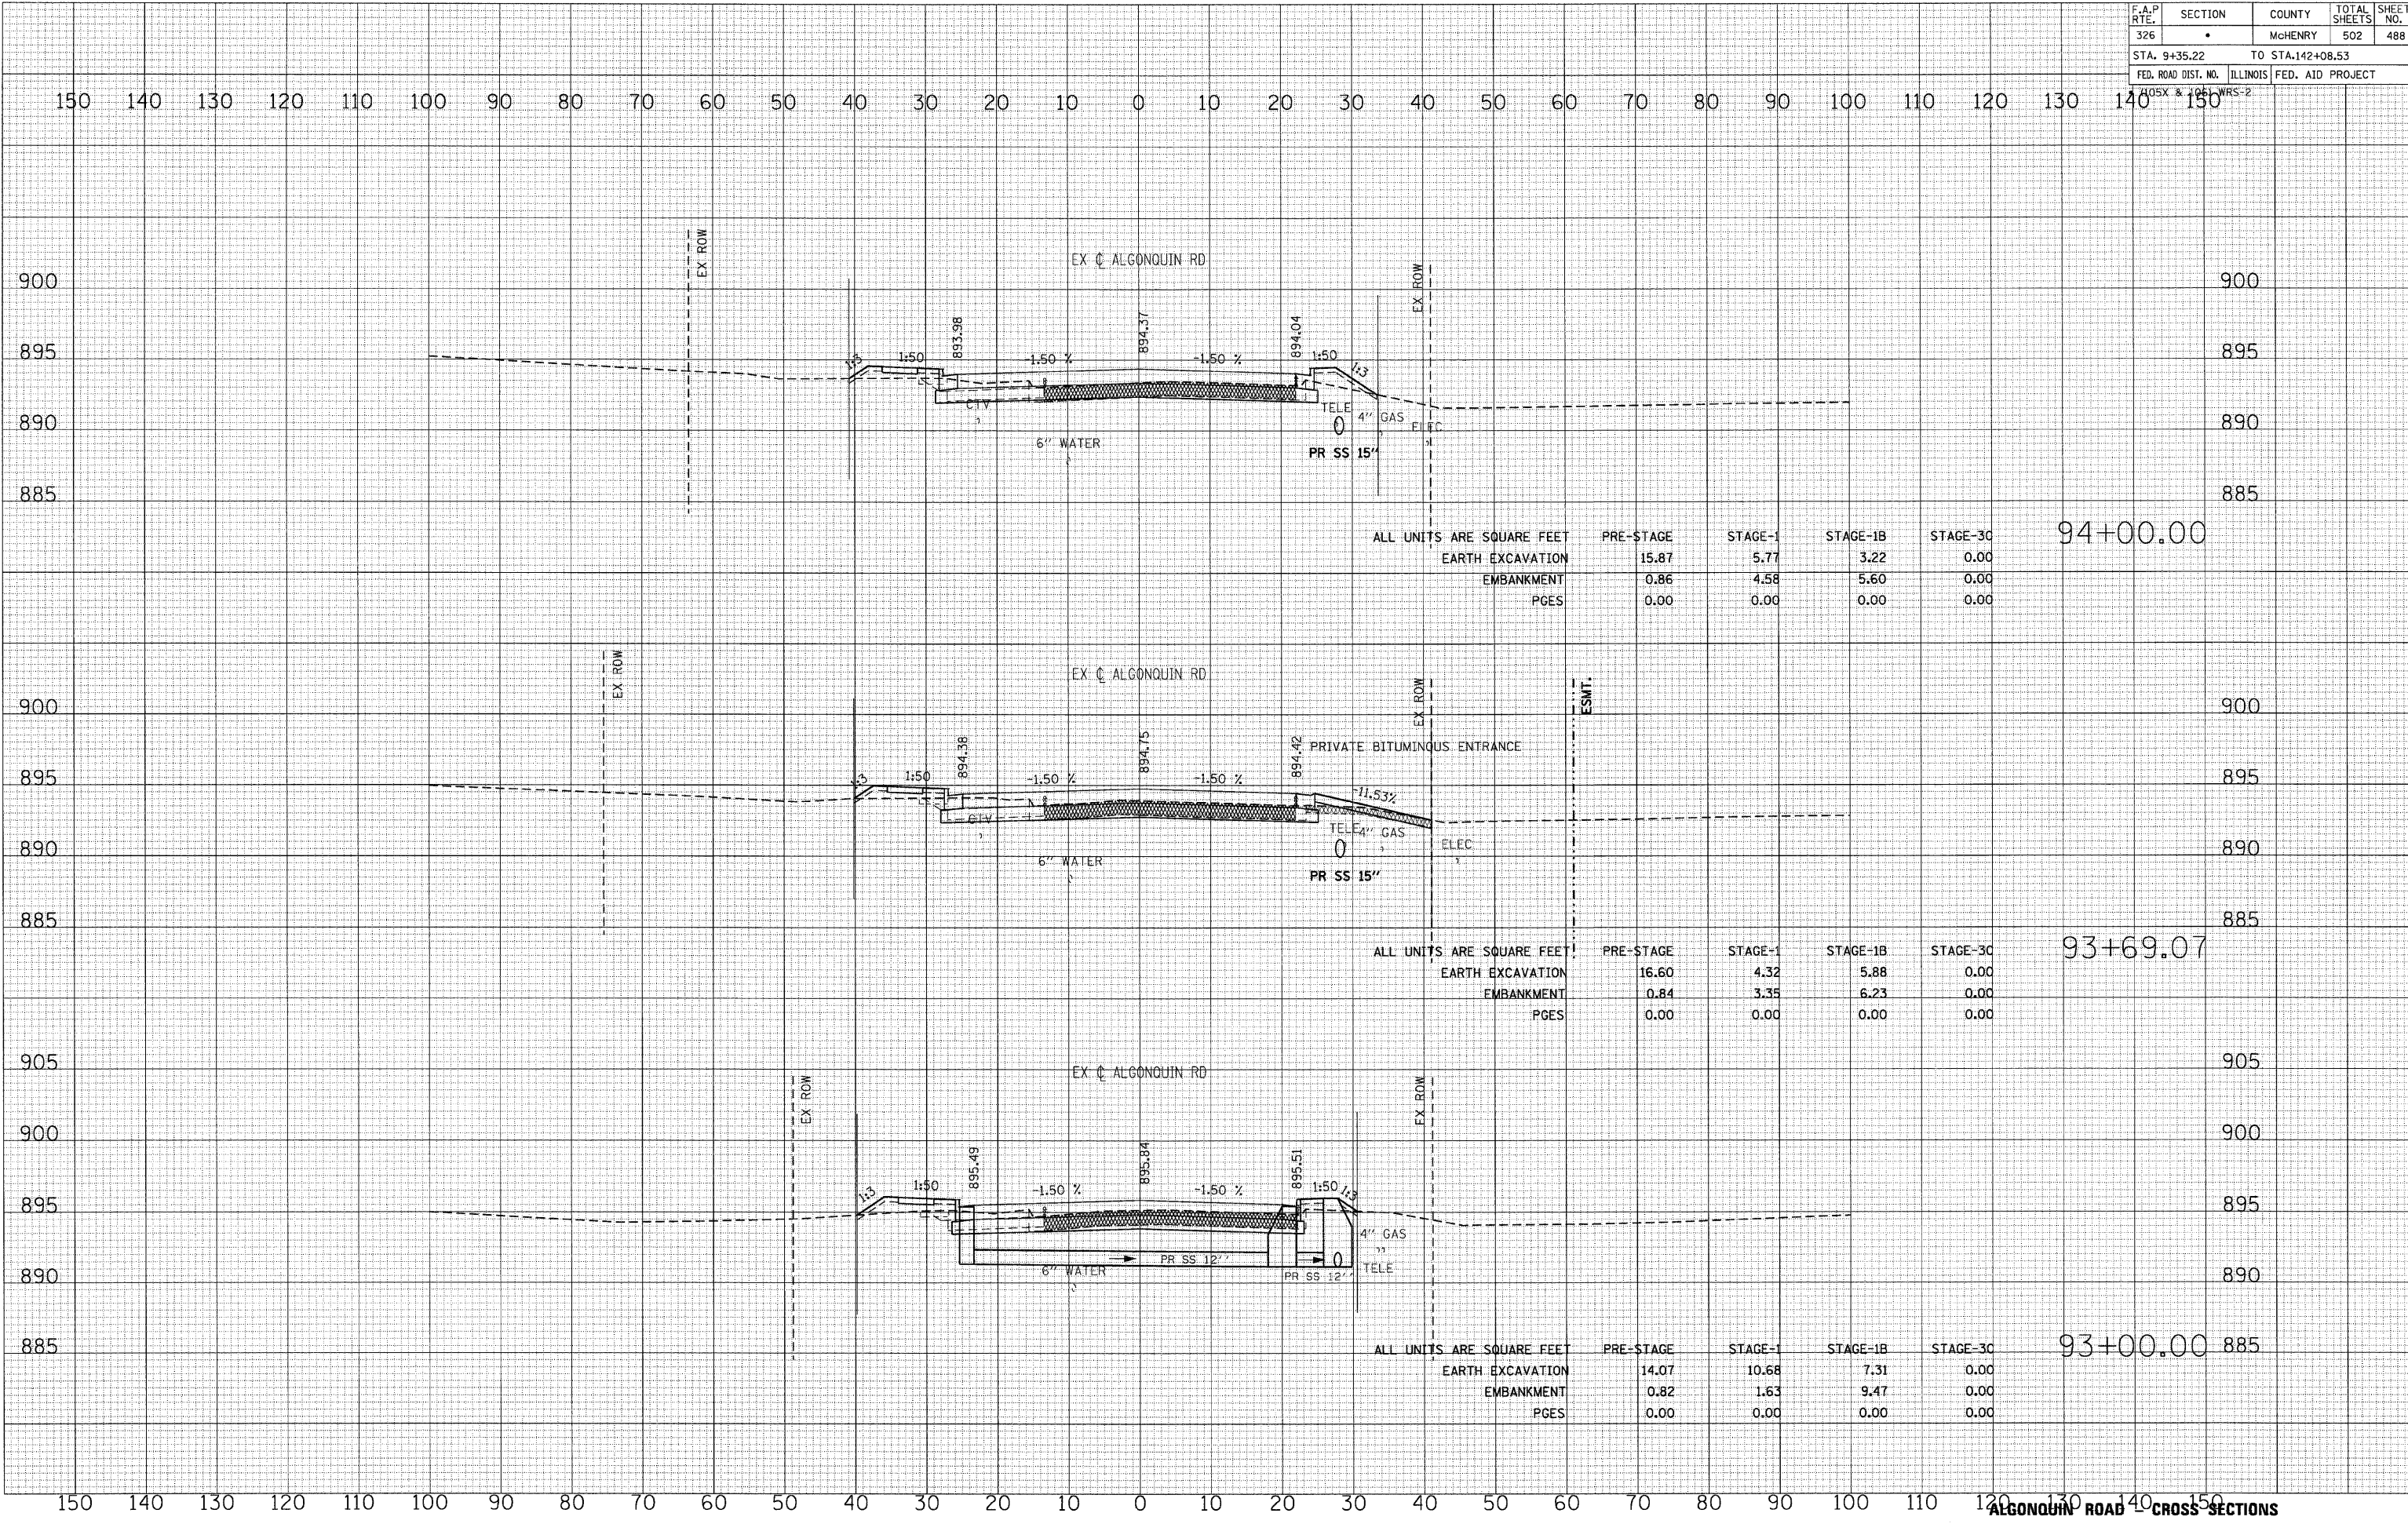 F.A.P RTE. SECTION COUNTY TOTAL SHEETS SHEET NO.
326 • McHENRY 502 488
STA. 9+35.22 TO STA.142+08.53
FED. ROAD DIST. NO. ILLINOIS FED. AID PROJECT
(105X & 106) WRS-2
150 140 130 120 110 100 90 80 70 60 50 40 30 20 10 0 10 20 30 40 50 60 70 80 90 100 110 120 130 140 150
EX ROW
EX ℄ ALGONQUIN RD
EX ROW
900 900
893.98 894.37 894.04
895 1:3 1:50 -1.50 % -1.50 % 1:50 1:3 895
CTV TELE 4" GAS ELEC
890 890
6" WATER
PR SS 15"
885 885
94+00.00
ALL UNITS ARE SQUARE FEET PRE-STAGE STAGE-1 STAGE-1B STAGE-3C
EARTH EXCAVATION 15.87 5.77 3.22 0.00
EMBANKMENT 0.86 4.58 5.60 0.00
PGES 0.00 0.00 0.00 0.00
EX ROW
EX ℄ ALGONQUIN RD
EX ROW
ESMT.
900 900
894.38 894.75 894.42
PRIVATE BITUMINOUS ENTRANCE
895 1:3 1:50 -1.50 % -1.50 % -11.53% 895
CTV TELE 4" GAS
ELEC
890 890
6" WATER
PR SS 15"
885 885
93+69.07
ALL UNITS ARE SQUARE FEET PRE-STAGE STAGE-1 STAGE-1B STAGE-3C
EARTH EXCAVATION 16.60 4.32 5.88 0.00
EMBANKMENT 0.84 3.35 6.23 0.00
PGES 0.00 0.00 0.00 0.00
905 905
EX ROW
EX ℄ ALGONQUIN RD
EX ROW
900 900
895.49 895.84 895.51
1:3 1:50 -1.50 % -1.50 % 1:50 1:3
895 895
4" GAS
PR SS 12"
6" WATER PR SS 12" TELE
890 890
885 93+00.00 885
ALL UNITS ARE SQUARE FEET PRE-STAGE STAGE-1 STAGE-1B STAGE-3C
EARTH EXCAVATION 14.07 10.68 7.31 0.00
EMBANKMENT 0.82 1.63 9.47 0.00
PGES 0.00 0.00 0.00 0.00
150 140 130 120 110 100 90 80 70 60 50 40 30 20 10 0 10 20 30 40 50 60 70 80 90 100 110 120 130 140 150
ALGONQUIN ROAD - CROSS SECTIONS